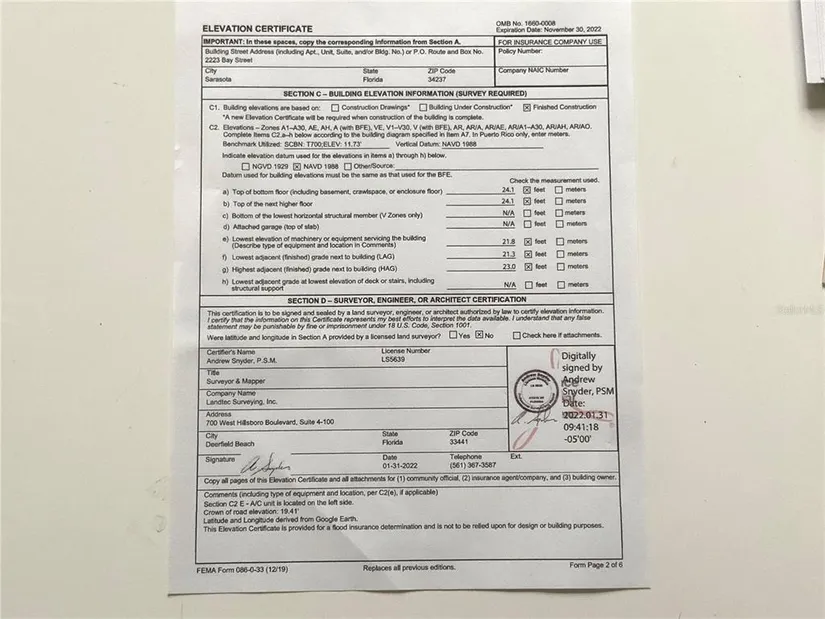 ELEVATION CERTIFICATE
OMB No. 1660-0008
Expiration Date: November 30, 2022
IMPORTANT: In these spaces, copy the corresponding information from Section A.
FOR INSURANCE COMPANY USE
Building Street Address (including Apt., Unit, Suite, and/or Bldg. No.) or P.O. Route and Box No.
2223 Bay Street
Policy Number:
City State ZIP Code
Sarasota Florida 34237
Company NAIC Number
SECTION C – BUILDING ELEVATION INFORMATION (SURVEY REQUIRED)
C1. Building elevations are based on: ☐ Construction Drawings* ☐ Building Under Construction* ☒ Finished Construction
*A new Elevation Certificate will be required when construction of the building is complete.
C2. Elevations – Zones A1–A30, AE, AH, A (with BFE), VE, V1–V30, V (with BFE), AR, AR/A, AR/AE, AR/A1–A30, AR/AH, AR/AO.
Complete Items C2.a–h below according to the building diagram specified in Item A7. In Puerto Rico only, enter meters.
Benchmark Utilized: SCBN: T700;ELEV: 11.73' Vertical Datum: NAVD 1988
Indicate elevation datum used for the elevations in items a) through h) below.
☐ NGVD 1929 ☒ NAVD 1988 ☐ Other/Source:
Datum used for building elevations must be the same as that used for the BFE.
Check the measurement used.
a) Top of bottom floor (including basement, crawlspace, or enclosure floor) 24.1 ☒ feet ☐ meters
b) Top of the next higher floor 24.1 ☒ feet ☐ meters
c) Bottom of the lowest horizontal structural member (V Zones only) N/A ☐ feet ☐ meters
d) Attached garage (top of slab) N/A ☐ feet ☐ meters
e) Lowest elevation of machinery or equipment servicing the building
(Describe type of equipment and location in Comments) 21.8 ☒ feet ☐ meters
f) Lowest adjacent (finished) grade next to building (LAG) 21.3 ☒ feet ☐ meters
g) Highest adjacent (finished) grade next to building (HAG) 23.0 ☒ feet ☐ meters
h) Lowest adjacent grade at lowest elevation of deck or stairs, including
structural support N/A ☐ feet ☐ meters
SECTION D – SURVEYOR, ENGINEER, OR ARCHITECT CERTIFICATION
This certification is to be signed and sealed by a land surveyor, engineer, or architect authorized by law to certify elevation information.
I certify that the information on this Certificate represents my best efforts to interpret the data available. I understand that any false
statement may be punishable by fine or imprisonment under 18 U.S. Code, Section 1001.
Were latitude and longitude in Section A provided by a licensed land surveyor? ☐ Yes ☒ No ☐ Check here if attachments.
Certifier's Name License Number
Andrew Snyder, P.S.M. LS5639
Title
Surveyor & Mapper
Company Name
Landtec Surveying, Inc.
Address
700 West Hillsboro Boulevard, Suite 4-100
City State ZIP Code
Deerfield Beach Florida 33441
Digitally
signed by
Andrew
Snyder, PSM
Date:
2022.01.31
09:41:18
-05'00'
Signature Date Telephone Ext.
A. Snyder 01-31-2022 (561) 367-3587
Copy all pages of this Elevation Certificate and all attachments for (1) community official, (2) insurance agent/company, and (3) building owner.
Comments (including type of equipment and location, per C2(e), if applicable)
Section C2 E - A/C unit is located on the left side.
Crown of road elevation: 19.41'
Latitude and Longitude derived from Google Earth.
This Elevation Certificate is provided for a flood insurance determination and is not to be relied upon for design or building purposes.
FEMA Form 086-0-33 (12/19) Replaces all previous editions. Form Page 2 of 6